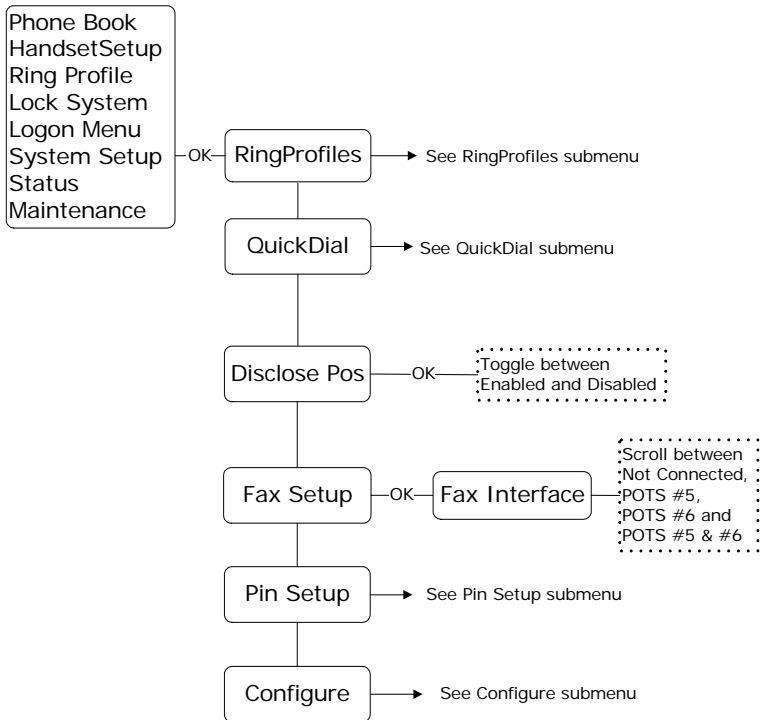 Phone Book
HandsetSetup
Ring Profile
Lock System
Logon Menu
System Setup
Status
Maintenance
OK
RingProfiles
See RingProfiles submenu
QuickDial
See QuickDial submenu
Disclose Pos
OK
Toggle between
Enabled and Disabled
Fax Setup
OK
Fax Interface
Scroll between
Not Connected,
POTS #5,
POTS #6 and
POTS #5 & #6
Pin Setup
See Pin Setup submenu
Configure
See Configure submenu